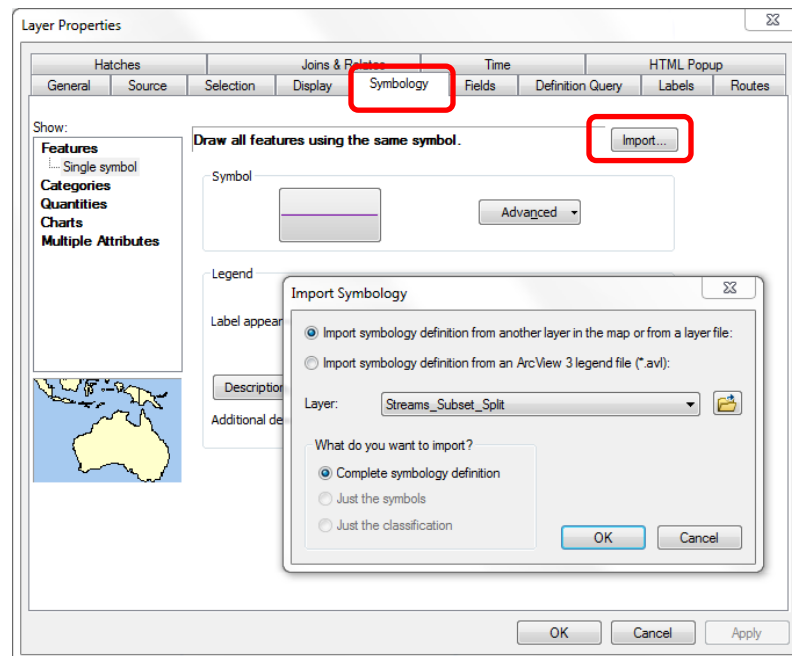 Layer Properties
Hatches Joins & Relates Time HTML Popup
General Source Selection Display Symbology Fields Definition Query Labels Routes
Show:
Features
Single symbol
Categories
Quantities
Charts
Multiple Attributes
Draw all features using the same symbol.
Import...
Symbol
Advanced
Legend
Label appear
Description
Additional de
Import Symbology
Import symbology definition from another layer in the map or from a layer file:
Import symbology definition from an ArcView 3 legend file (*.avl):
Layer: Streams_Subset_Split
What do you want to import?
Complete symbology definition
Just the symbols
Just the classification
OK Cancel
OK Cancel Apply